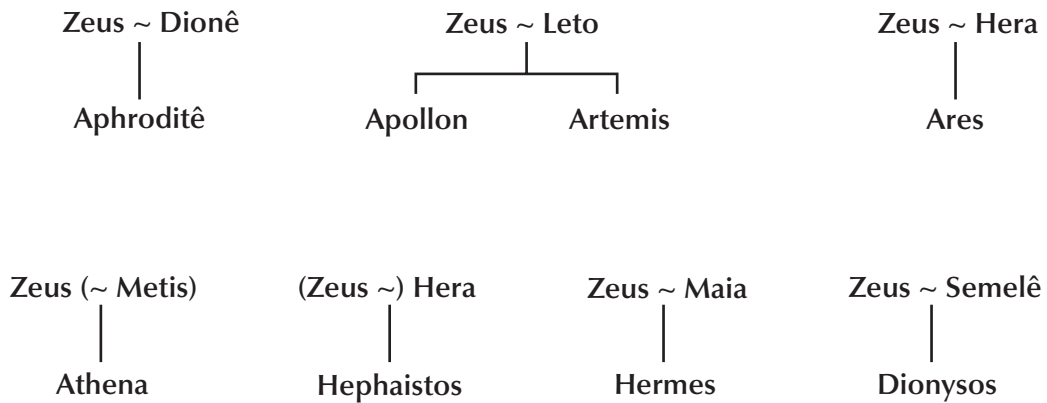 Zeus ~ Dionê Zeus ~ Leto Zeus ~ Hera
Aphroditê Apollon Artemis Ares
Zeus (~ Metis) (Zeus ~) Hera Zeus ~ Maia Zeus ~ Semelê
Athena Hephaistos Hermes Dionysos